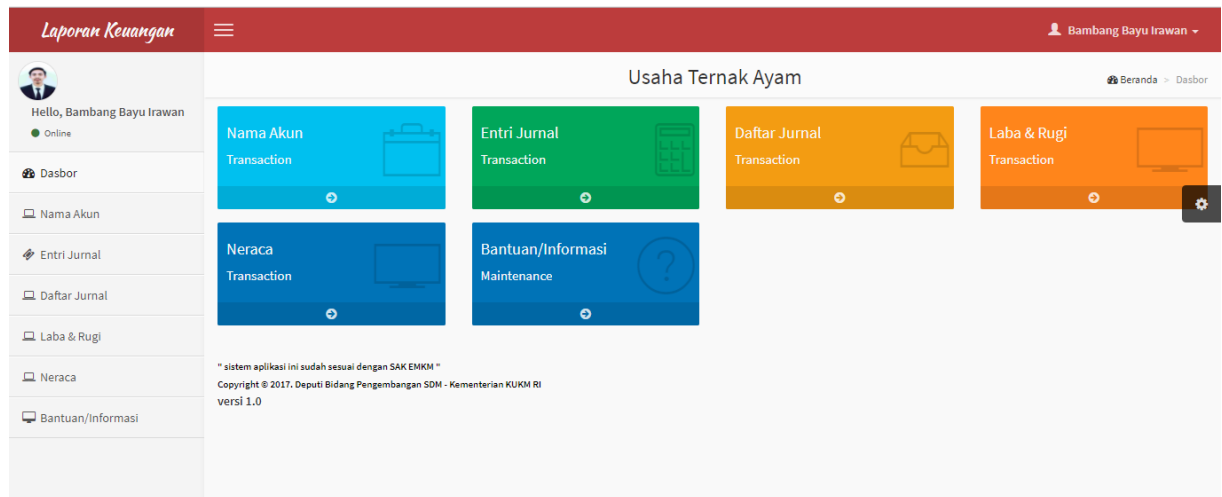 Laporan Keuangan
Bambang Bayu Irawan
Hello, Bambang Bayu Irawan
Online
Dasbor
Nama Akun
Entri Jurnal
Daftar Jurnal
Laba & Rugi
Neraca
Bantuan/Informasi
Usaha Ternak Ayam
Beranda > Dasbor
Nama Akun
Transaction
Entri Jurnal
Transaction
Daftar Jurnal
Transaction
Laba & Rugi
Transaction
Neraca
Transaction
Bantuan/Informasi
Maintenance
" sistem aplikasi ini sudah sesuai dengan SAK EMKM "
Copyright © 2017. Deputi Bidang Pengembangan SDM - Kementerian KUKM RI
versi 1.0